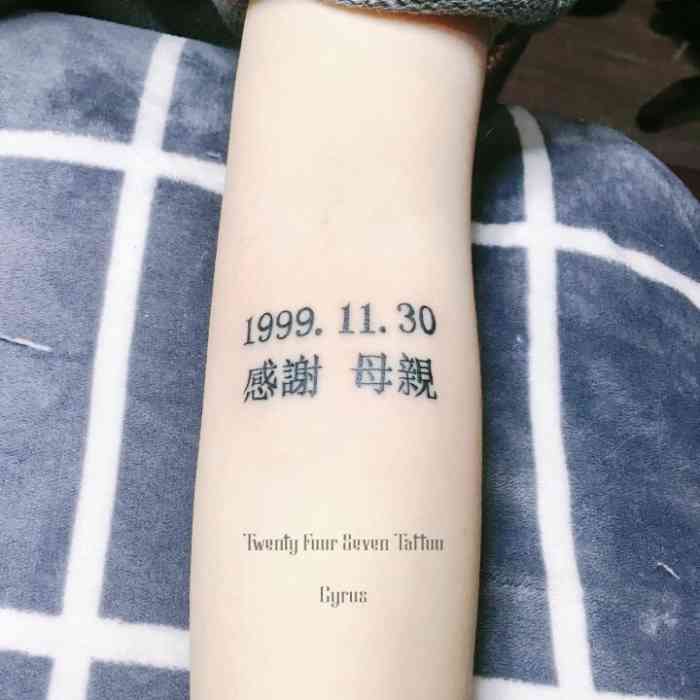 1999. 11. 30
感謝 母親
Twenty Four Seven Tattoo
Cyrus